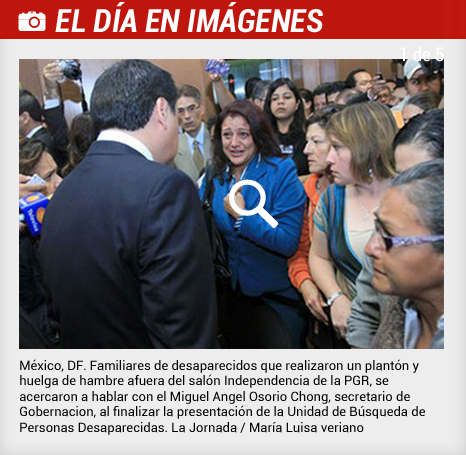 EL DÍA EN IMÁGENES
1 de 5
México, DF. Familiares de desaparecidos que realizaron un plantón y
huelga de hambre afuera del salón Independencia de la PGR, se
acercaron a hablar con el Miguel Angel Osorio Chong, secretario de
Gobernacion, al finalizar la presentación de la Unidad de Búsqueda de
Personas Desaparecidas. La Jornada / María Luisa veriano